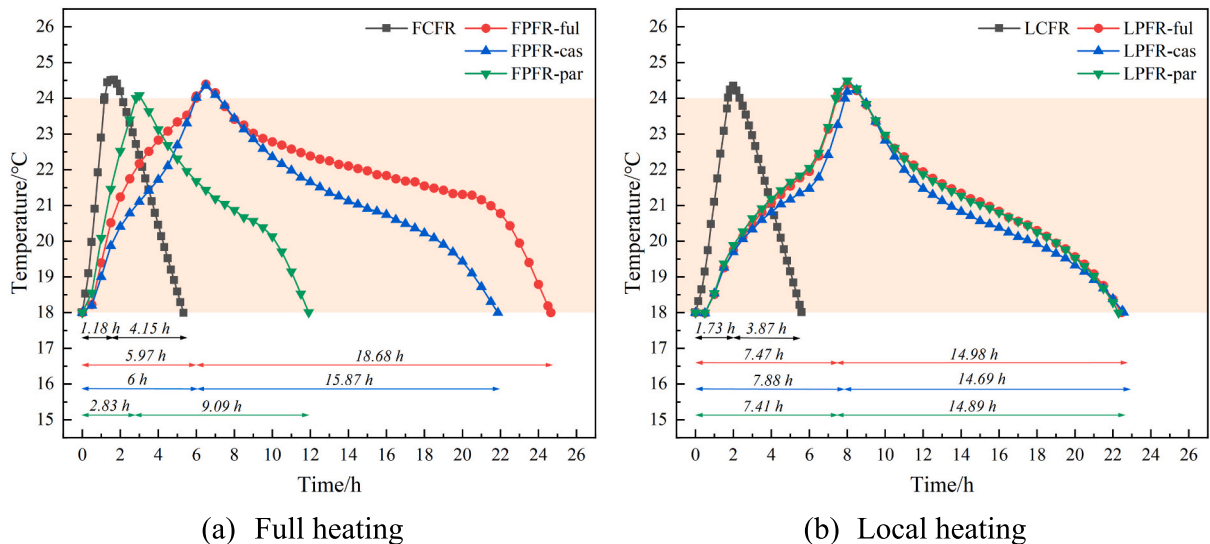 FCFR
FPFR-ful
FPFR-cas
FPFR-par
Temperature/°C
26
25
24
23
22
21
20
19
18
17
16
15
1.18 h
4.15 h
5.97 h
18.68 h
6 h
15.87 h
2.83 h
9.09 h
0 2 4 6 8 10 12 14 16 18 20 22 24 26
Time/h
(a) Full heating
LCFR
LPFR-ful
LPFR-cas
LPFR-par
Temperature/°C
26
25
24
23
22
21
20
19
18
17
16
15
1.73 h
3.87 h
7.47 h
14.98 h
7.88 h
14.69 h
7.41 h
14.89 h
0 2 4 6 8 10 12 14 16 18 20 22 24 26
Time/h
(b) Local heating